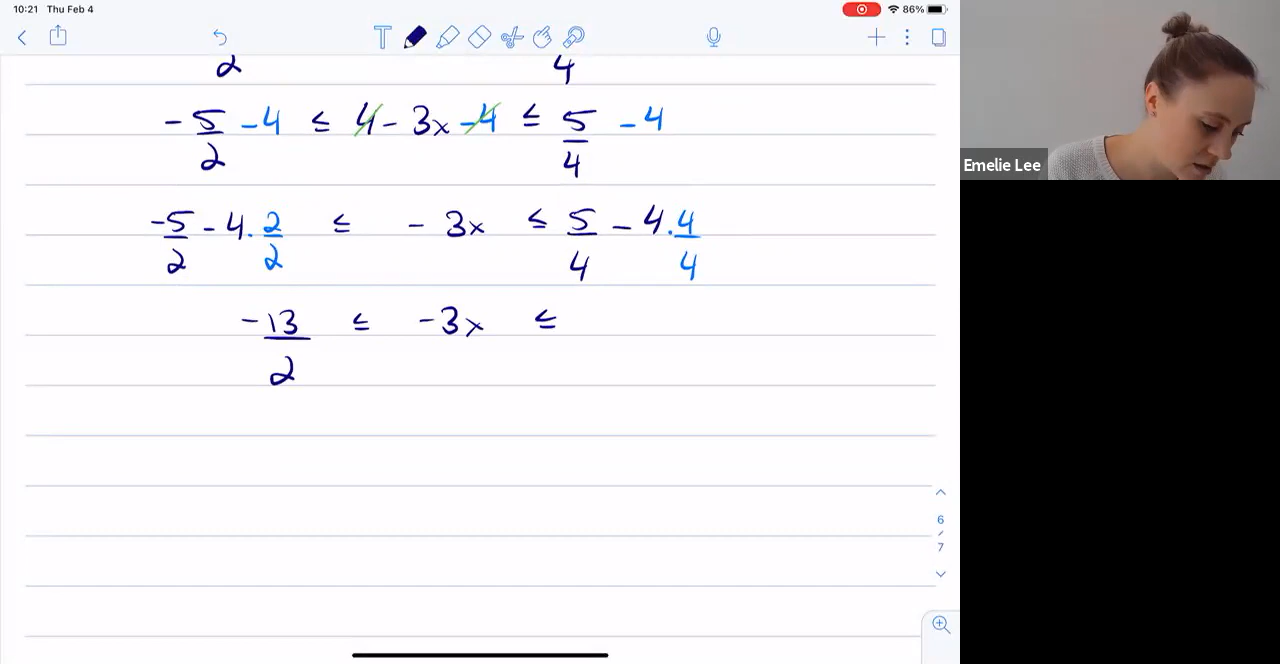 10:21 Thu Feb 4
86%
T
2 4
-5/2 -4 ≤ 4 - 3x -4 ≤ 5/4 -4
-5/2 - 4 · 2/2 ≤ -3x ≤ 5/4 - 4 · 4/4
-13/2 ≤ -3x ≤
6
/
7
Emelie Lee